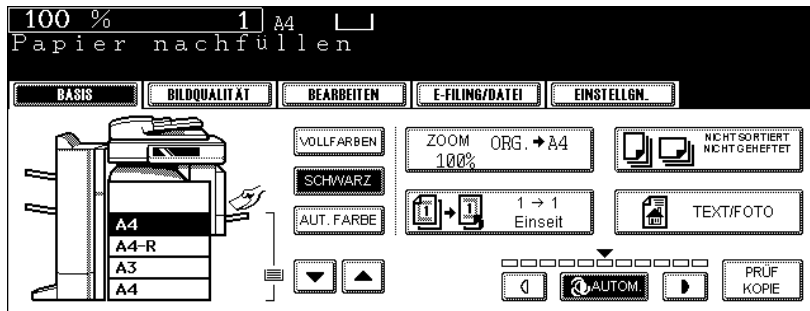 100 % 1 A4
Papier nachfüllen
BASIS BILDQUALITÄT BEARBEITEN E-FILING/DATEI EINSTELLGN.
VOLLFARBEN
ZOOM ORG.➔A4
100%
NICHT SORTIERT
NICHT GEHEFTET
SCHWARZ
1 → 1
Einseit
AUT. FARBE
TEXT/FOTO
A4
A4-R
A3
A4
AUTOM.
PRÜF
KOPIE